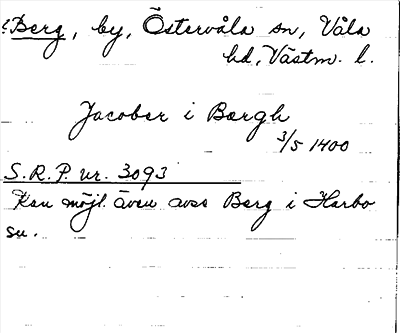 Berg, by, Östervåla sn, Våla
hd, Västm. l.
Jacober i Bærgh
3/5 1400
S.R.P. nr. 3093
Kan möjl. även avse Berg i Harbo
sn.